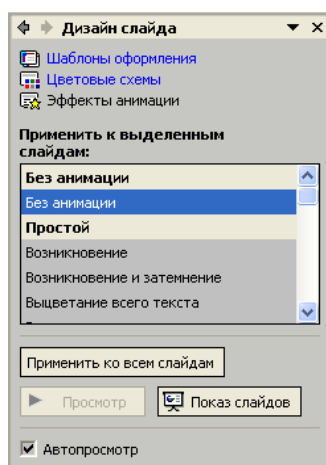 Дизайн слайда
Шаблоны оформления
Цветовые схемы
Эффекты анимации
Применить к выделенным
слайдам:
Без анимации
Без анимации
Простой
Возникновение
Возникновение и затемнение
Выцветание всего текста
Применить ко всем слайдам
Просмотр
Показ слайдов
Автопросмотр